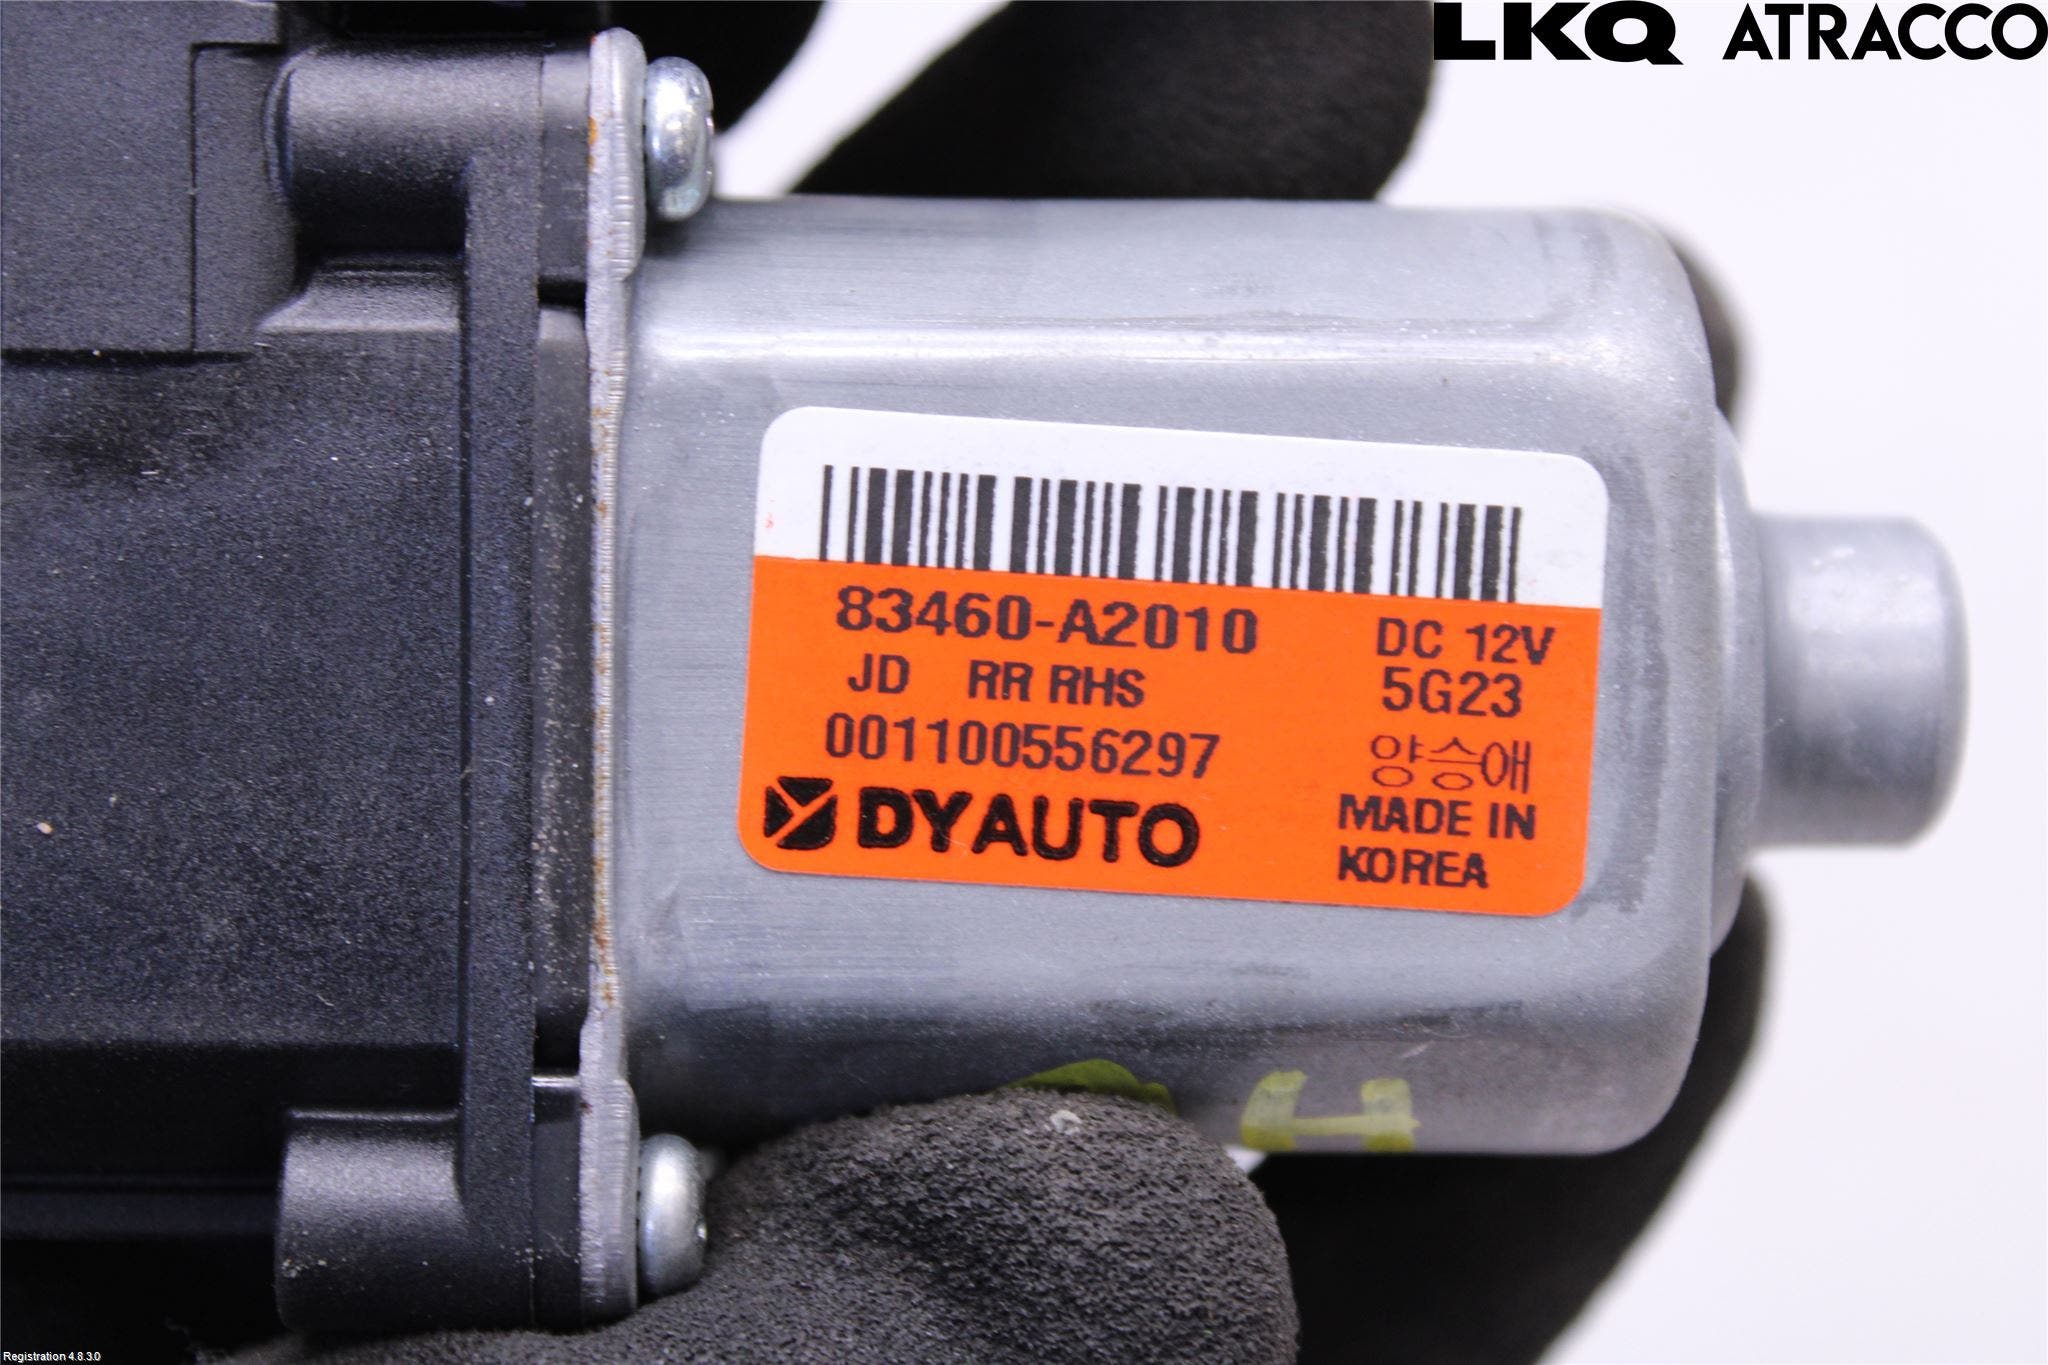 LKQ ATRACCO
83460-A2010 DC 12V
JD RR RHS 5G23
001100556297 양승애
DYAUTO MADE IN
KOREA
H
Registration 4.8.3.0